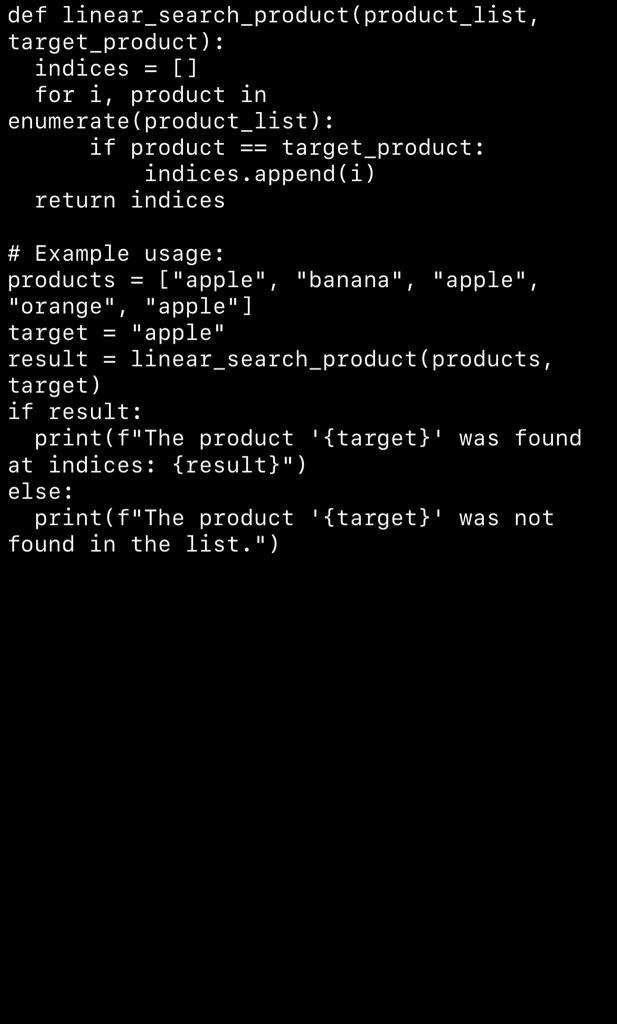 def linear_search_product(product_list,
target_product):
  indices = []
  for i, product in
enumerate(product_list):
      if product == target_product:
          indices.append(i)
  return indices

# Example usage:
products = ["apple", "banana", "apple",
"orange", "apple"]
target = "apple"
result = linear_search_product(products,
target)
if result:
  print(f"The product '{target}' was found
at indices: {result}")
else:
  print(f"The product '{target}' was not
found in the list.")